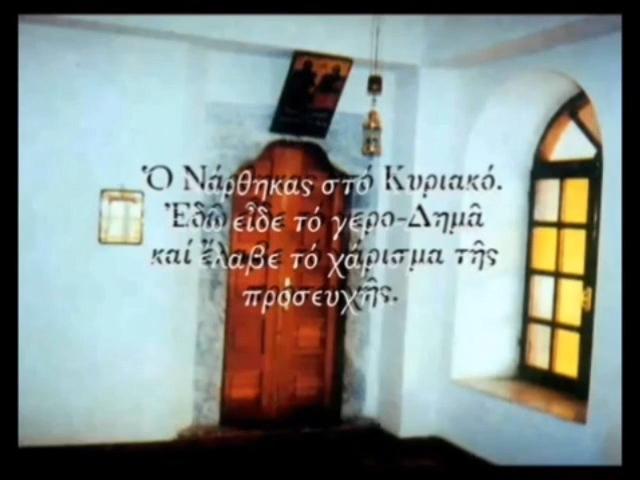 Ὁ Νάρθηκας στό Κυριακό.
Ἐδῶ εἶδε τό γερο-Δημᾶ
καί ἔλαβε τό χάρισμα τῆς
προσευχῆς.